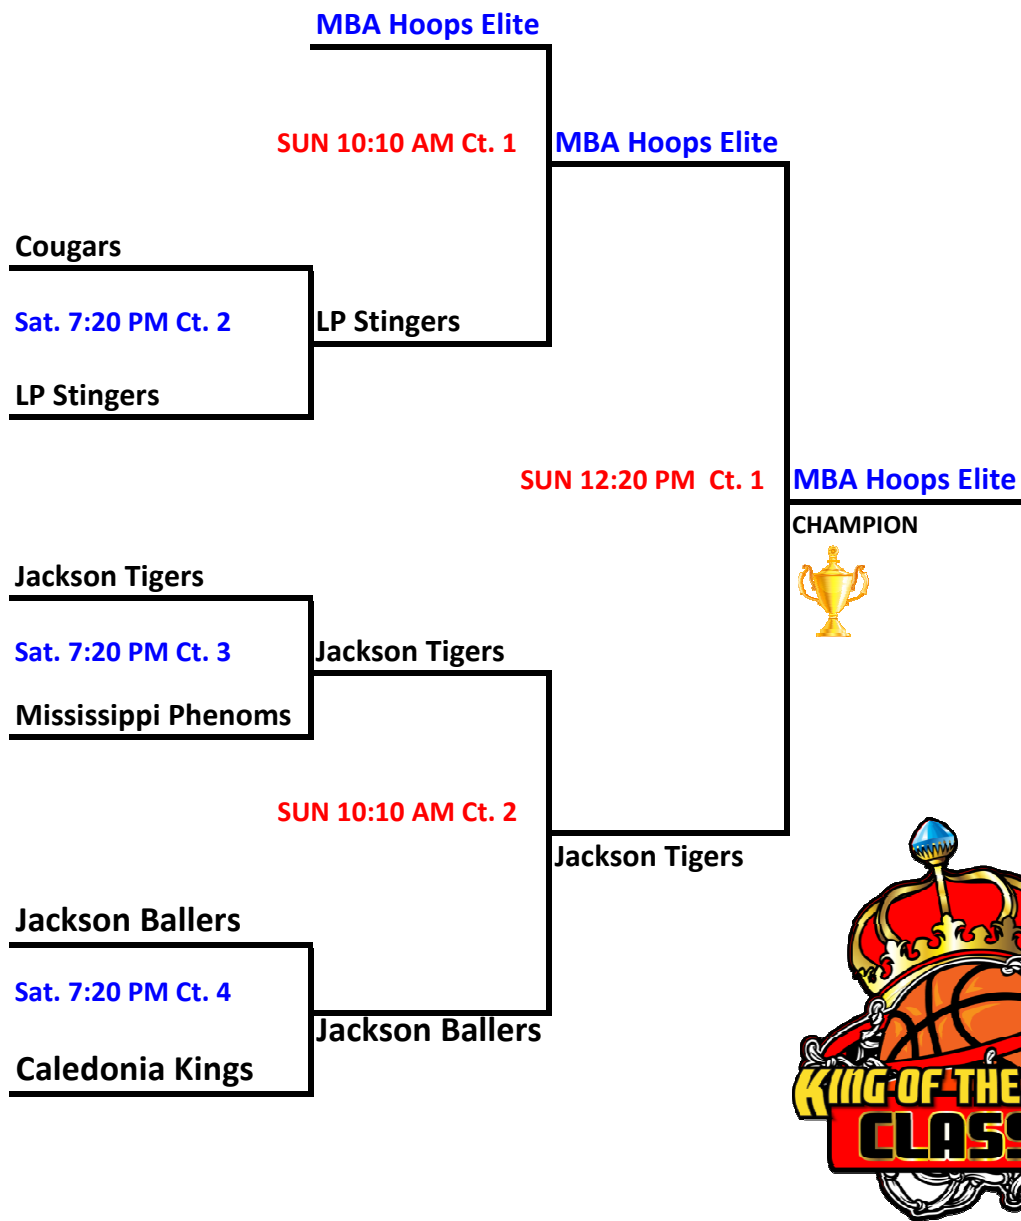 MBA Hoops Elite
SUN 10:10 AM Ct. 1
MBA Hoops Elite
Cougars
Sat. 7:20 PM Ct. 2
LP Stingers
LP Stingers
SUN 12:20 PM  Ct. 1
MBA Hoops Elite
CHAMPION
Jackson Tigers
Sat. 7:20 PM Ct. 3
Jackson Tigers
Mississippi Phenoms
SUN 10:10 AM Ct. 2
Jackson Tigers
Jackson Ballers
Sat. 7:20 PM Ct. 4
Jackson Ballers
Caledonia Kings
KING OF THE